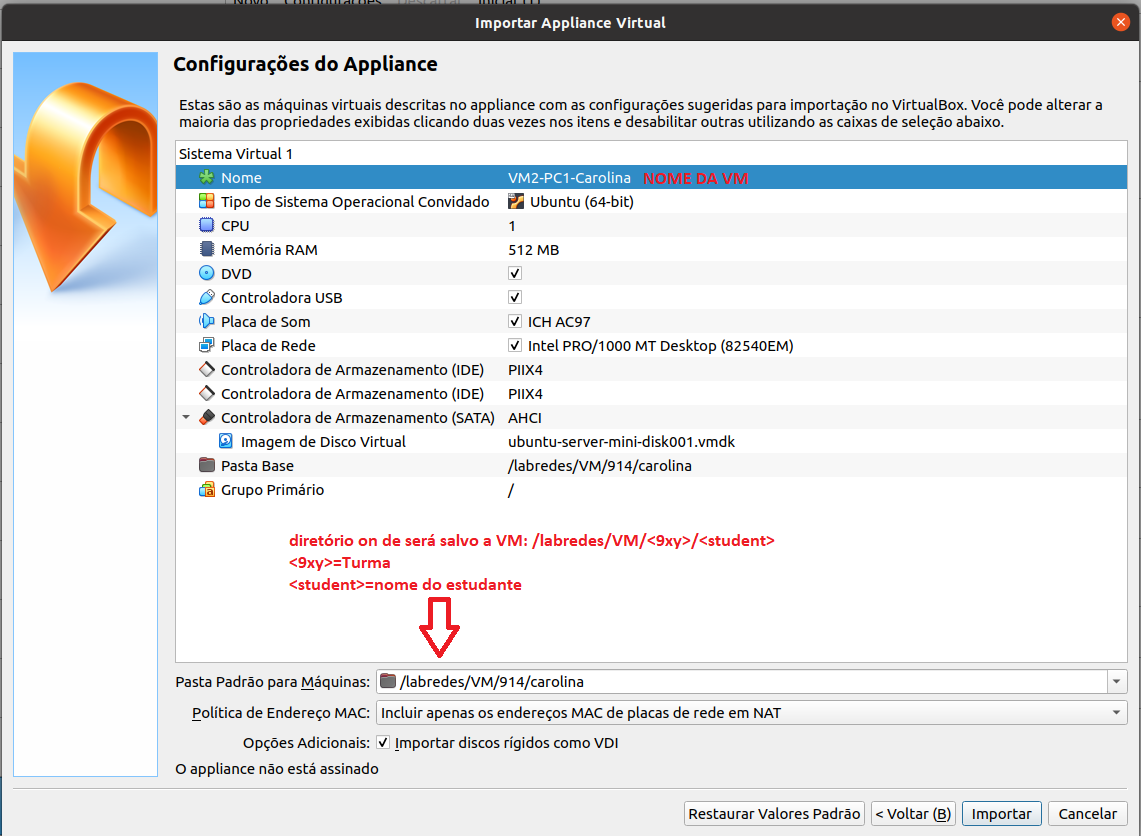 Novo Configurações Descartar Iniciar (T)
Importar Appliance Virtual
Configurações do Appliance
Estas são as máquinas virtuais descritas no appliance com as configurações sugeridas para importação no VirtualBox. Você pode alterar a
maioria das propriedades exibidas clicando duas vezes nos itens e desabilitar outras utilizando as caixas de seleção abaixo.
Sistema Virtual 1
Nome VM2-PC1-Carolina NOME DA VM
Tipo de Sistema Operacional Convidado Ubuntu (64-bit)
CPU 1
Memória RAM 512 MB
DVD
Controladora USB
Placa de Som ICH AC97
Placa de Rede Intel PRO/1000 MT Desktop (82540EM)
Controladora de Armazenamento (IDE) PIIX4
Controladora de Armazenamento (IDE) PIIX4
Controladora de Armazenamento (SATA) AHCI
Imagem de Disco Virtual ubuntu-server-mini-disk001.vmdk
Pasta Base /labredes/VM/914/carolina
Grupo Primário /
diretório on de será salvo a VM: /labredes/VM/<9xy>/<student>
<9xy>=Turma
<student>=nome do estudante
Pasta Padrão para Máquinas: /labredes/VM/914/carolina
Política de Endereço MAC: Incluir apenas os endereços MAC de placas de rede em NAT
Opções Adicionais: Importar discos rígidos como VDI
O appliance não está assinado
Restaurar Valores Padrão < Voltar (B) Importar Cancelar